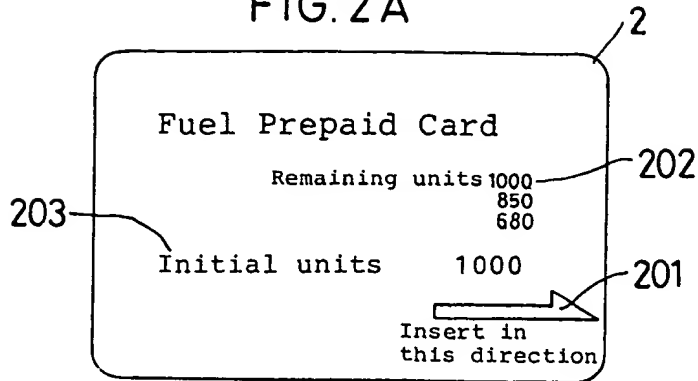 FIG. 2A
2
Fuel Prepaid Card
Remaining units 1000
202
850
680
203
Initial units 1000
201
Insert in
this direction